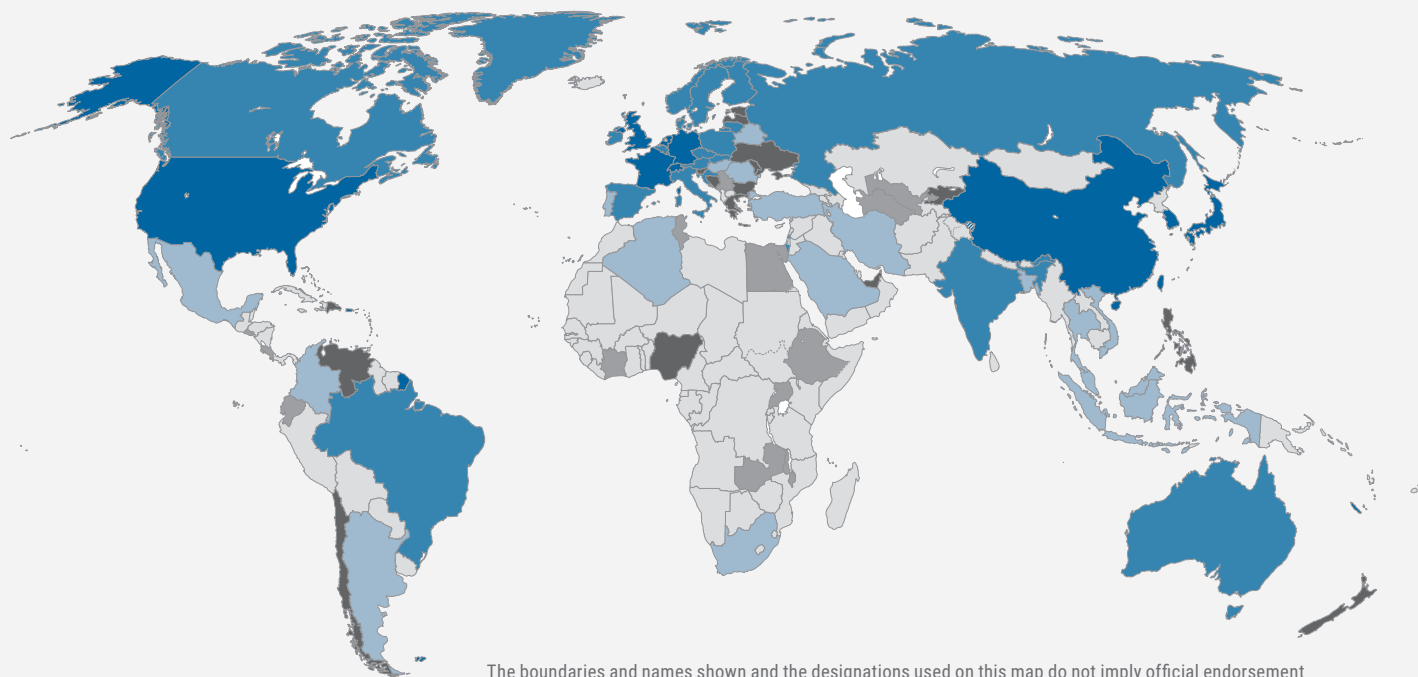 The boundaries and names shown and the designations used on this map do not imply official endorsement